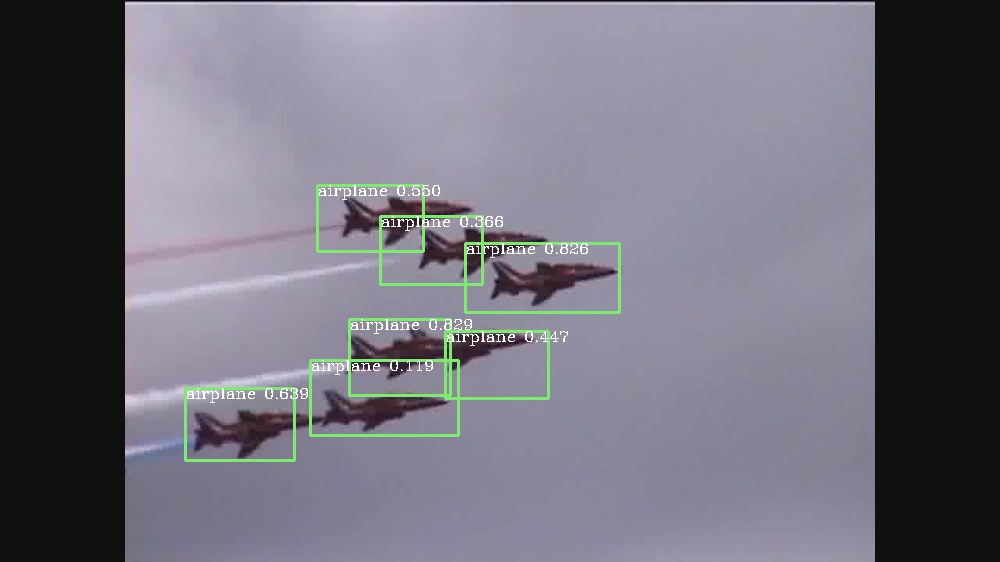 airplane 0.550
airplane 0.366
airplane 0.826
airplane 0.829
airplane 0.447
airplane 0.119
airplane 0.639